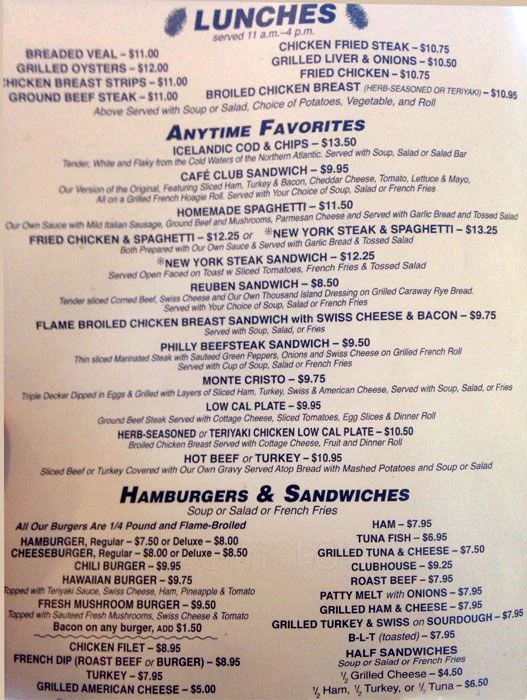 LUNCHES
served 11 a.m.-4 p.m.
BREADED VEAL – $11.00
GRILLED OYSTERS – $12.00
CHICKEN BREAST STRIPS – $11.00
GROUND BEEF STEAK – $11.00
CHICKEN FRIED STEAK – $10.75
GRILLED LIVER & ONIONS – $10.50
FRIED CHICKEN – $10.75
BROILED CHICKEN BREAST (HERB-SEASONED OR TERIYAKI) – $10.95
Above Served with Soup or Salad, Choice of Potatoes, Vegetable, and Roll
ANYTIME FAVORITES
ICELANDIC COD & CHIPS – $13.50
Tender, White and Flaky from the Cold Waters of the Northern Atlantic. Served with Soup, Salad or Salad Bar
CAFÉ CLUB SANDWICH – $9.95
Our Version of the Original, Featuring Sliced Ham, Turkey & Bacon, Cheddar Cheese, Tomato, Lettuce & Mayo,
All on a Grilled French Hoagie Roll. Served with Your Choice of Soup, Salad or French Fries
HOMEMADE SPAGHETTI – $11.50
Our Own Sauce with Mild Italian Sausage, Ground Beef and Mushrooms, Parmesan Cheese and Served with Garlic Bread and Tossed Salad
FRIED CHICKEN & SPAGHETTI – $12.25 or *NEW YORK STEAK & SPAGHETTI – $13.25
Both Prepared with Our Own Sauce & Served with Garlic Bread & Tossed Salad
*NEW YORK STEAK SANDWICH – $12.25
Served Open Faced on Toast w Sliced Tomatoes, French Fries & Tossed Salad
REUBEN SANDWICH – $8.50
Tender sliced Corned Beef, Swiss Cheese and Our Own Thousand Island Dressing on Grilled Caraway Rye Bread.
Served with Your Choice of Soup, Salad or French Fries
FLAME BROILED CHICKEN BREAST SANDWICH with SWISS CHEESE & BACON – $9.75
Served with Soup, Salad, or Fries
PHILLY BEEFSTEAK SANDWICH – $9.50
Thin sliced Marinated Steak with Sauteed Green Peppers, Onions and Swiss Cheese on Grilled French Roll
Served with Cup of Soup, Salad or French Fries
MONTE CRISTO – $9.75
Triple Decker Dipped in Eggs & Grilled with Layers of Sliced Ham, Turkey, Swiss & American Cheese, Served with Soup, Salad, or Fries
LOW CAL PLATE – $9.95
Ground Beef Steak Served with Cottage Cheese, Sliced Tomatoes, Egg Slices & Dinner Roll
HERB-SEASONED or TERIYAKI CHICKEN LOW CAL PLATE – $10.50
Broiled Chicken Breast Served with Cottage Cheese, Fruit and Dinner Roll
HOT BEEF or TURKEY – $10.95
Sliced Beef or Turkey Covered with Our Own Gravy Served Atop Bread with Mashed Potatoes and Soup or Salad
HAMBURGERS & SANDWICHES
Soup or Salad or French Fries
All Our Burgers Are 1/4 Pound and Flame-Broiled
HAMBURGER, Regular – $7.50 or Deluxe – $8.00
CHEESEBURGER, Regular – $8.00 or Deluxe – $8.50
CHILI BURGER – $9.95
HAWAIIAN BURGER – $9.75
Topped with Teriyaki Sauce, Swiss Cheese, Ham, Pineapple & Tomato
FRESH MUSHROOM BURGER – $9.50
Topped with Sauteed Fresh Mushrooms, Swiss Cheese & Tomato
Bacon on any burger, ADD $1.50
CHICKEN FILET – $8.95
FRENCH DIP (ROAST BEEF or BURGER) – $8.95
TURKEY – $7.95
GRILLED AMERICAN CHEESE – $5.00
HAM – $7.95
TUNA FISH – $6.95
GRILLED TUNA & CHEESE – $7.50
CLUBHOUSE – $9.25
ROAST BEEF – $7.95
PATTY MELT with ONIONS – $7.95
GRILLED HAM & CHEESE – $7.95
GRILLED TURKEY & SWISS on SOURDOUGH – $7.95
B-L-T (toasted) – $7.95
HALF SANDWICHES
Soup or Salad or French Fries
½ Grilled Cheese – $4.50
½ Ham, ½ Turkey, or ½ Tuna – $6.50